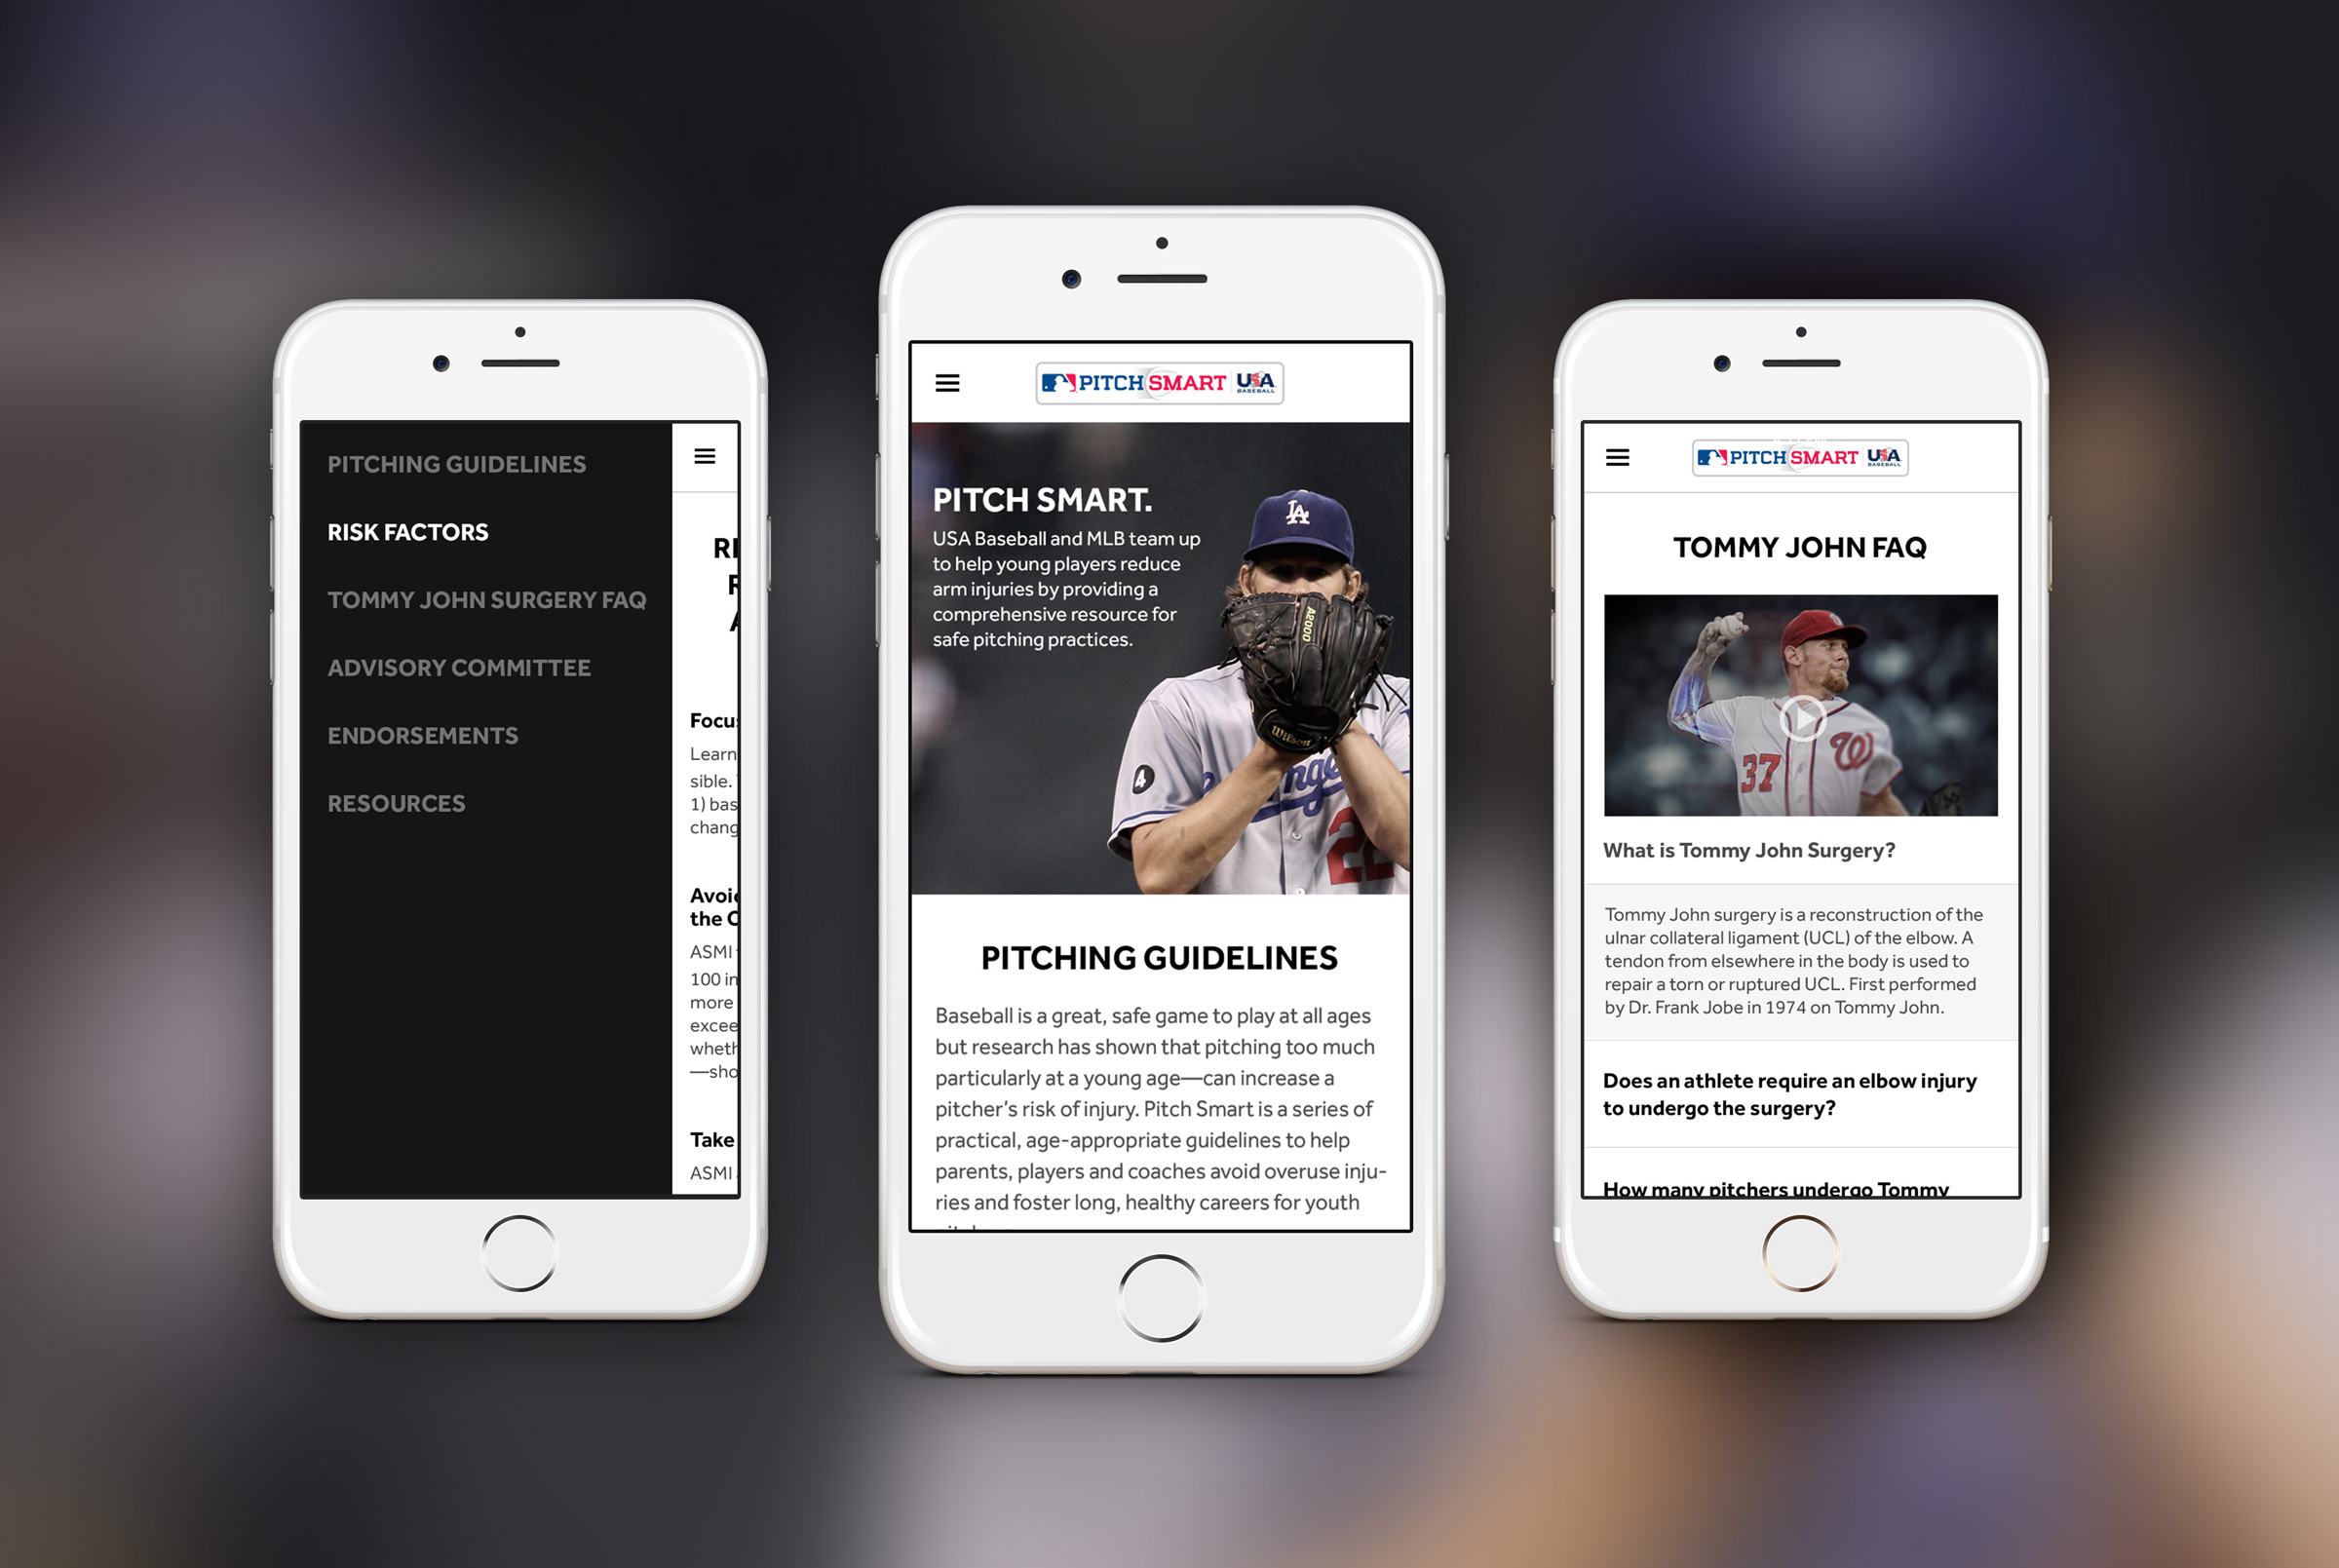 PITCHING GUIDELINES
RISK FACTORS
TOMMY JOHN SURGERY FAQ
ADVISORY COMMITTEE
ENDORSEMENTS
RESOURCES
Learn
sible.
1) bas
chang
the
ASMI
100 in
more
excee
wheth
—sho
Take
ASMI
PITCH SMART USA
BASEBALL
PITCH SMART.
USA Baseball and MLB team up
to help young players reduce
arm injuries by providing a
comprehensive resource for
safe pitching practices.
LA
A2000
Wilson
4
PITCHING GUIDELINES
Baseball is a great, safe game to play at all ages
but research has shown that pitching too much
particularly at a young age—can increase a
pitcher's risk of injury. Pitch Smart is a series of
practical, age-appropriate guidelines to help
parents, players and coaches avoid overuse inju-
ries and foster long, healthy careers for youth
PITCH SMART USA
BASEBALL
TOMMY JOHN FAQ
37 W
What is Tommy John Surgery?
Tommy John surgery is a reconstruction of the
ulnar collateral ligament (UCL) of the elbow. A
tendon from elsewhere in the body is used to
repair a torn or ruptured UCL. First performed
by Dr. Frank Jobe in 1974 on Tommy John.
Does an athlete require an elbow injury
to undergo the surgery?
How many pitchers undergo Tommy